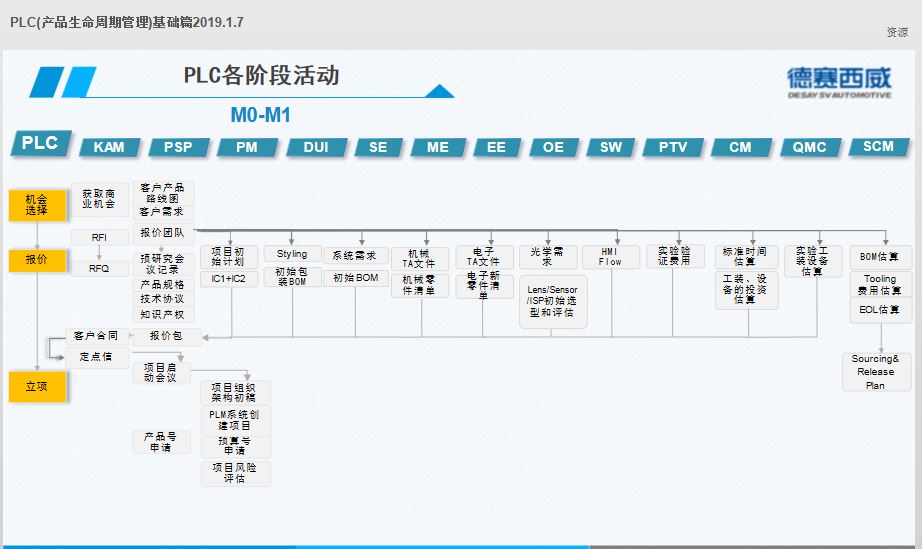 PLC(产品生命周期管理)基础篇2019.1.7
资源
PLC各阶段活动
德赛西威
DESAY SV AUTOMOTIVE
M0-M1
PLC
KAM
PSP
PM
DUI
SE
ME
EE
OE
SW
PTV
CM
QMC
SCM
机会
选择
获取商
业机会
客户产品
路线图
客户需求
报价
RFI
RFQ
报价团队
预研究会
议记录
产品规格
技术协议
知识产权
项目初
始计划
IC1+IC2
Styling
初始包
装BOM
系统需求
初始BOM
机械
TA文件
机械零
件清单
电子
TA文件
电子新
零件清
单
光学需
求
Lens/Sensor
/ISP初始选
型和评估
HMI
Flow
实验验
证费用
标准时间
估算
工装、设
备的投资
估算
实验工
装设备
估算
BOM估算
Tooling
费用估算
EOL估算
Sourcing&
Release
Plan
客户合同
报价包
定点信
立项
项目启
动会议
项目组织
架构初稿
PLM系统创
建项目
产品号
申请
预算号
申请
项目风险
评估